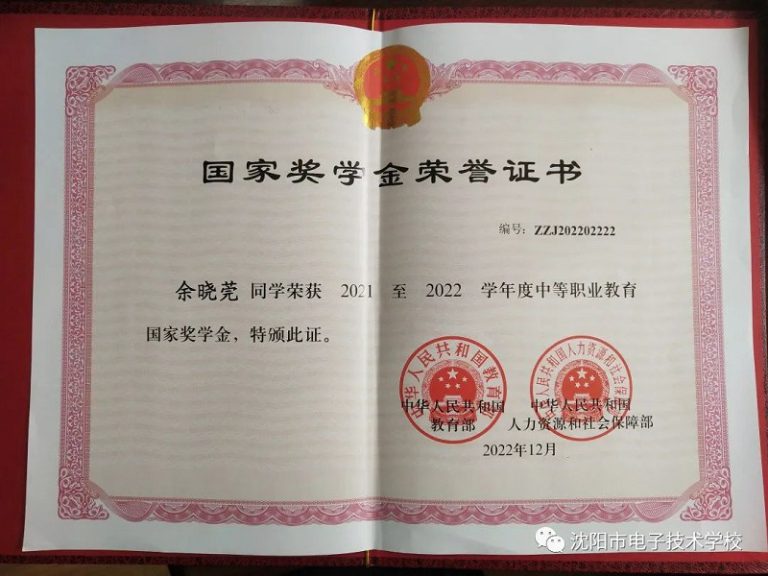 国家奖学金荣誉证书
编号：ZZJ202202222
余晓莞 同学荣获 2021 至 2022 学年度中等职业教育
国家奖学金，特颁此证。
中华人民共和国教育部
中华人民共和国人力资源和社会保障部
中华人民共和国 中华人民共和国
教育部 人力资源和社会保障部
2022年12月
沈阳市电子技术学校